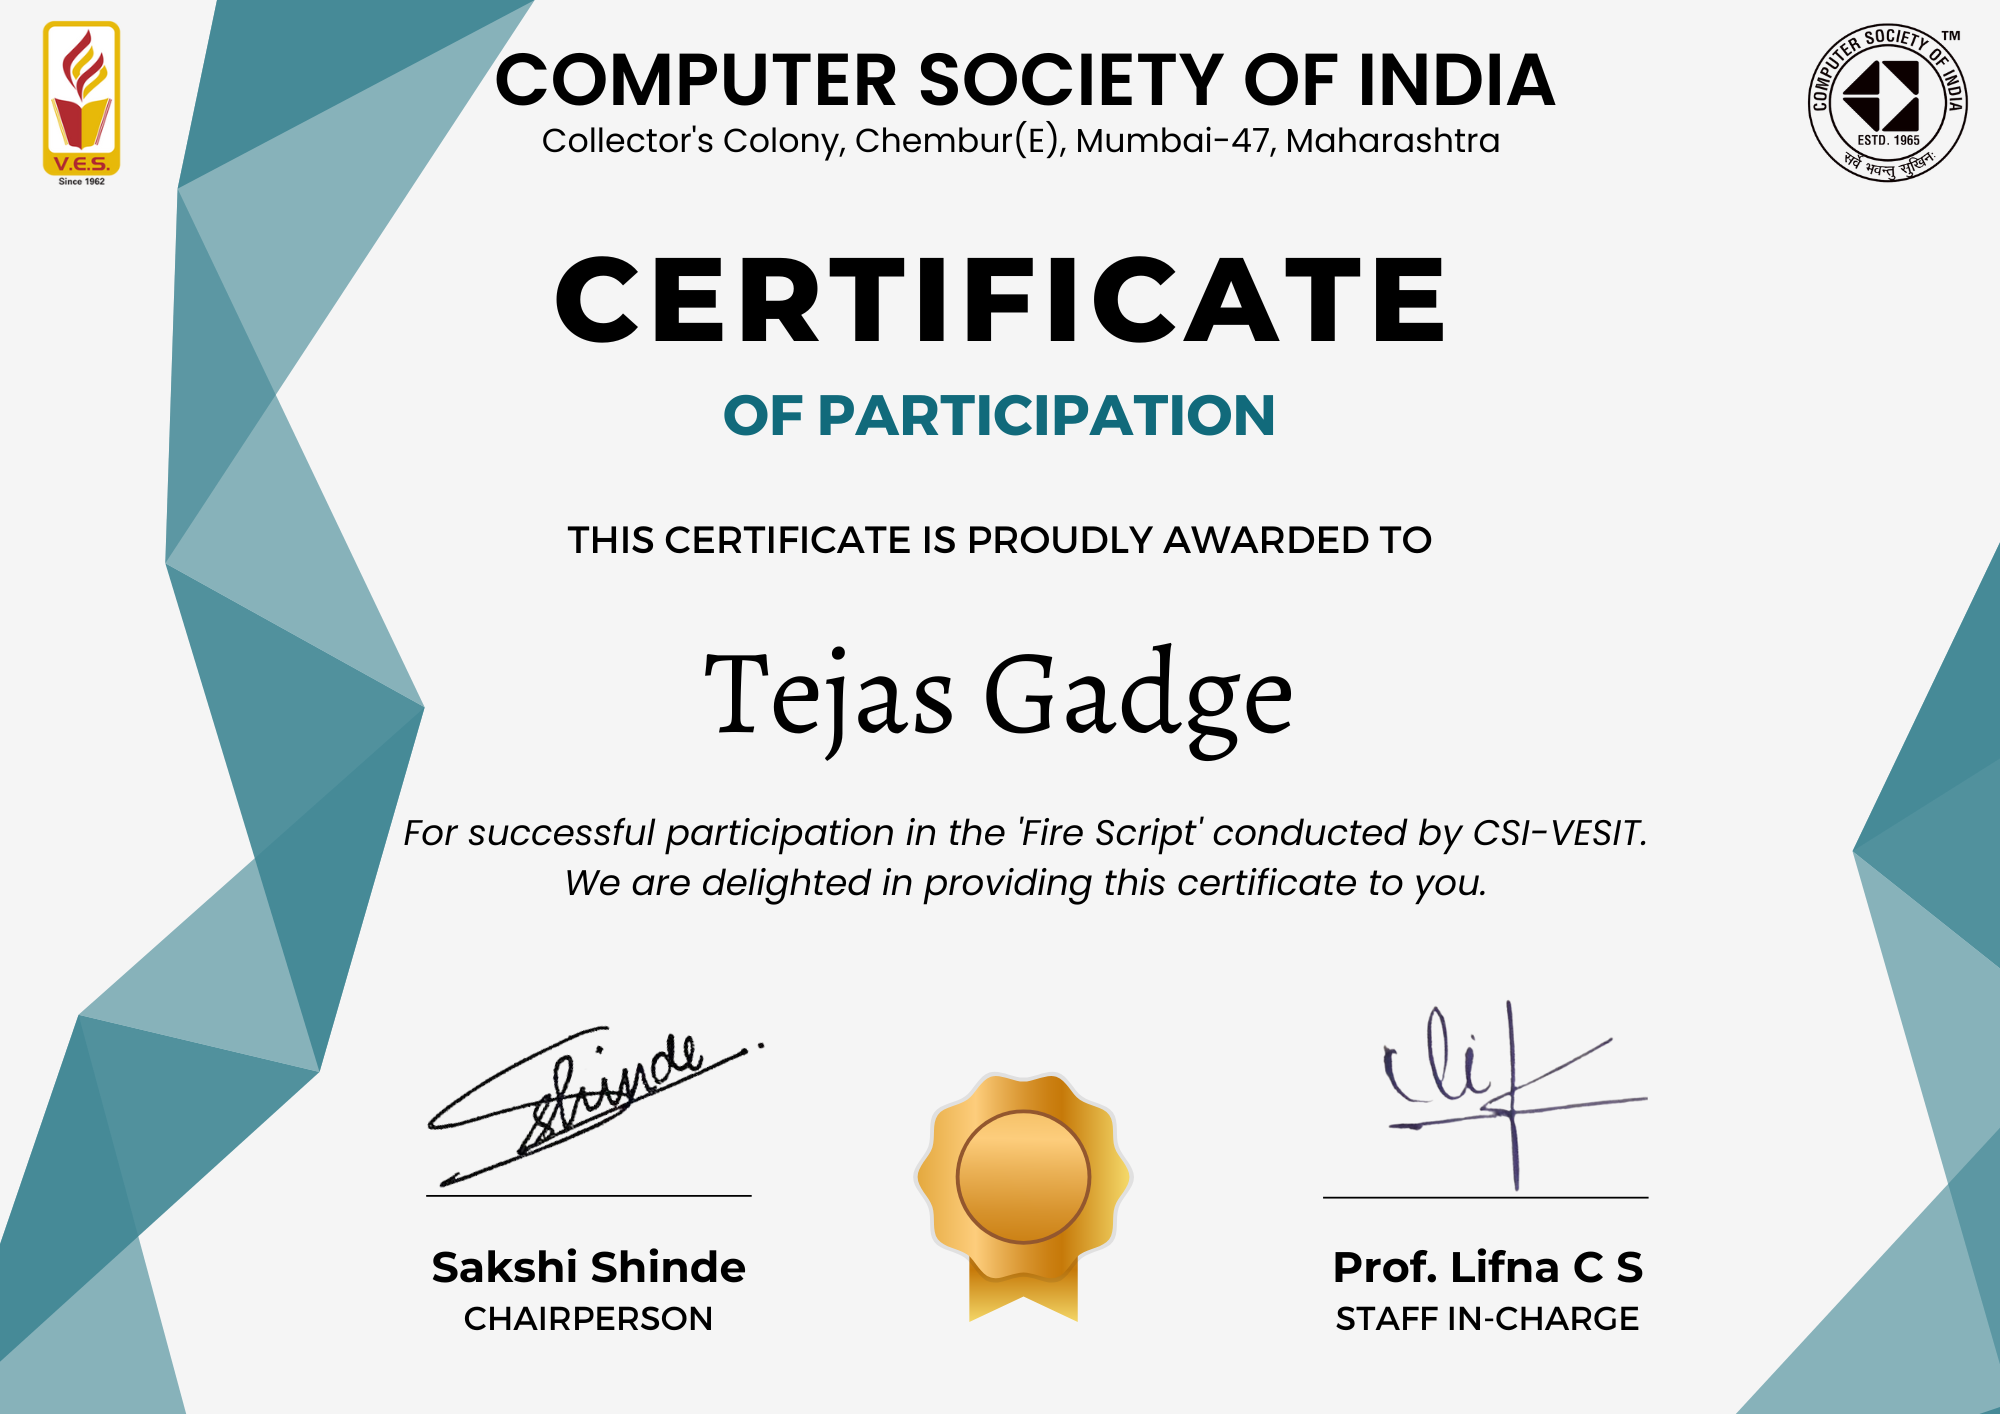 V.E.S.
Since 1962
COMPUTER SOCIETY OF INDIA
Collector's Colony, Chembur(E), Mumbai-47, Maharashtra
COMPUTER SOCIETY OF INDIA
TM
ESTD. 1965
सर्वे भवन्तु सुखिनः
CERTIFICATE
OF PARTICIPATION
THIS CERTIFICATE IS PROUDLY AWARDED TO
Tejas Gadge
For successful participation in the 'Fire Script' conducted by CSI-VESIT.
We are delighted in providing this certificate to you.
SShinde
Sakshi Shinde
CHAIRPERSON
Prof. Lifna C S
STAFF IN-CHARGE